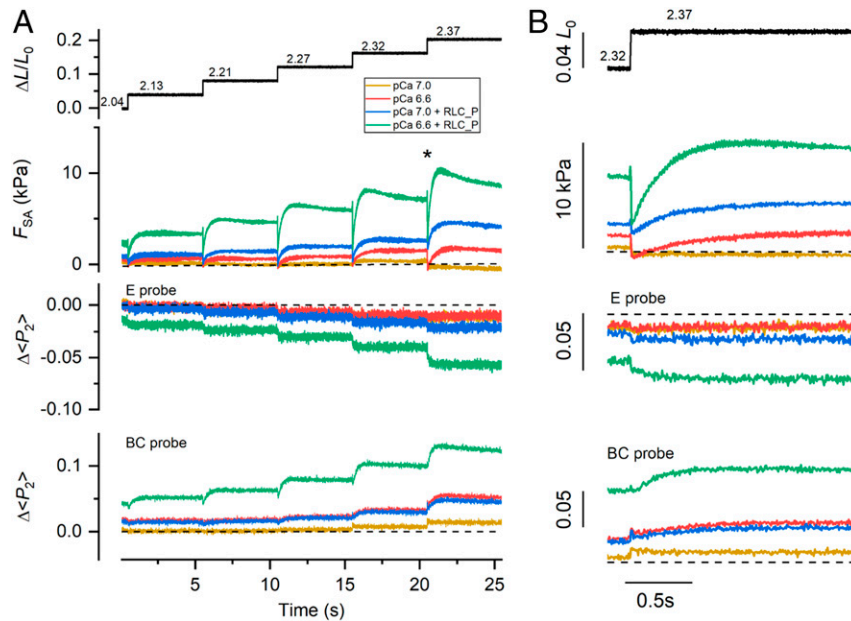 A
ΔL/L0
0.2
0.1
0.0
2.04
2.13
2.21
2.27
2.32
2.37
pCa 7.0
pCa 6.6
pCa 7.0 + RLC_P
pCa 6.6 + RLC_P
*
FSA (kPa)
10
0
E probe
Δ<P2>
0.00
-0.05
-0.10
BC probe
Δ<P2>
0.1
0.0
5
10
15
20
25
Time (s)
B
0.04 L0
2.32
2.37
10 kPa
E probe
0.05
BC probe
0.05
0.5s